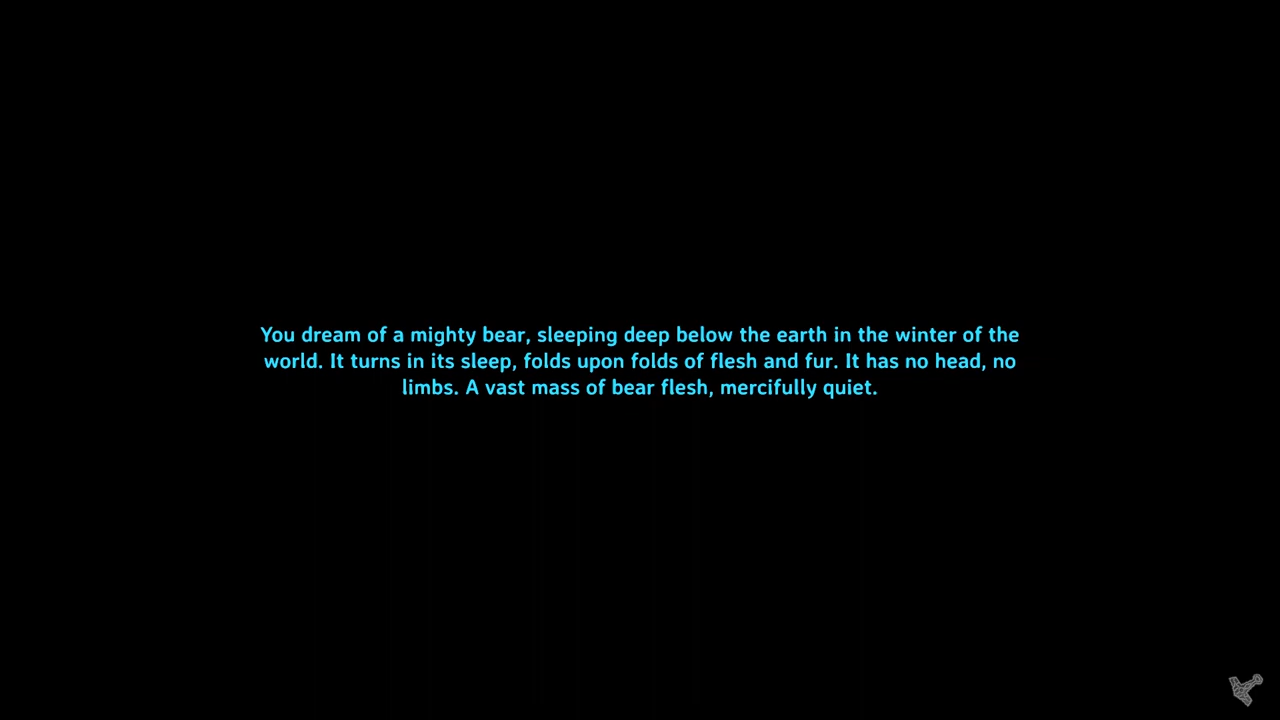 You dream of a mighty bear, sleeping deep below the earth in the winter of the
world. It turns in its sleep, folds upon folds of flesh and fur. It has no head, no
limbs. A vast mass of bear flesh, mercifully quiet.